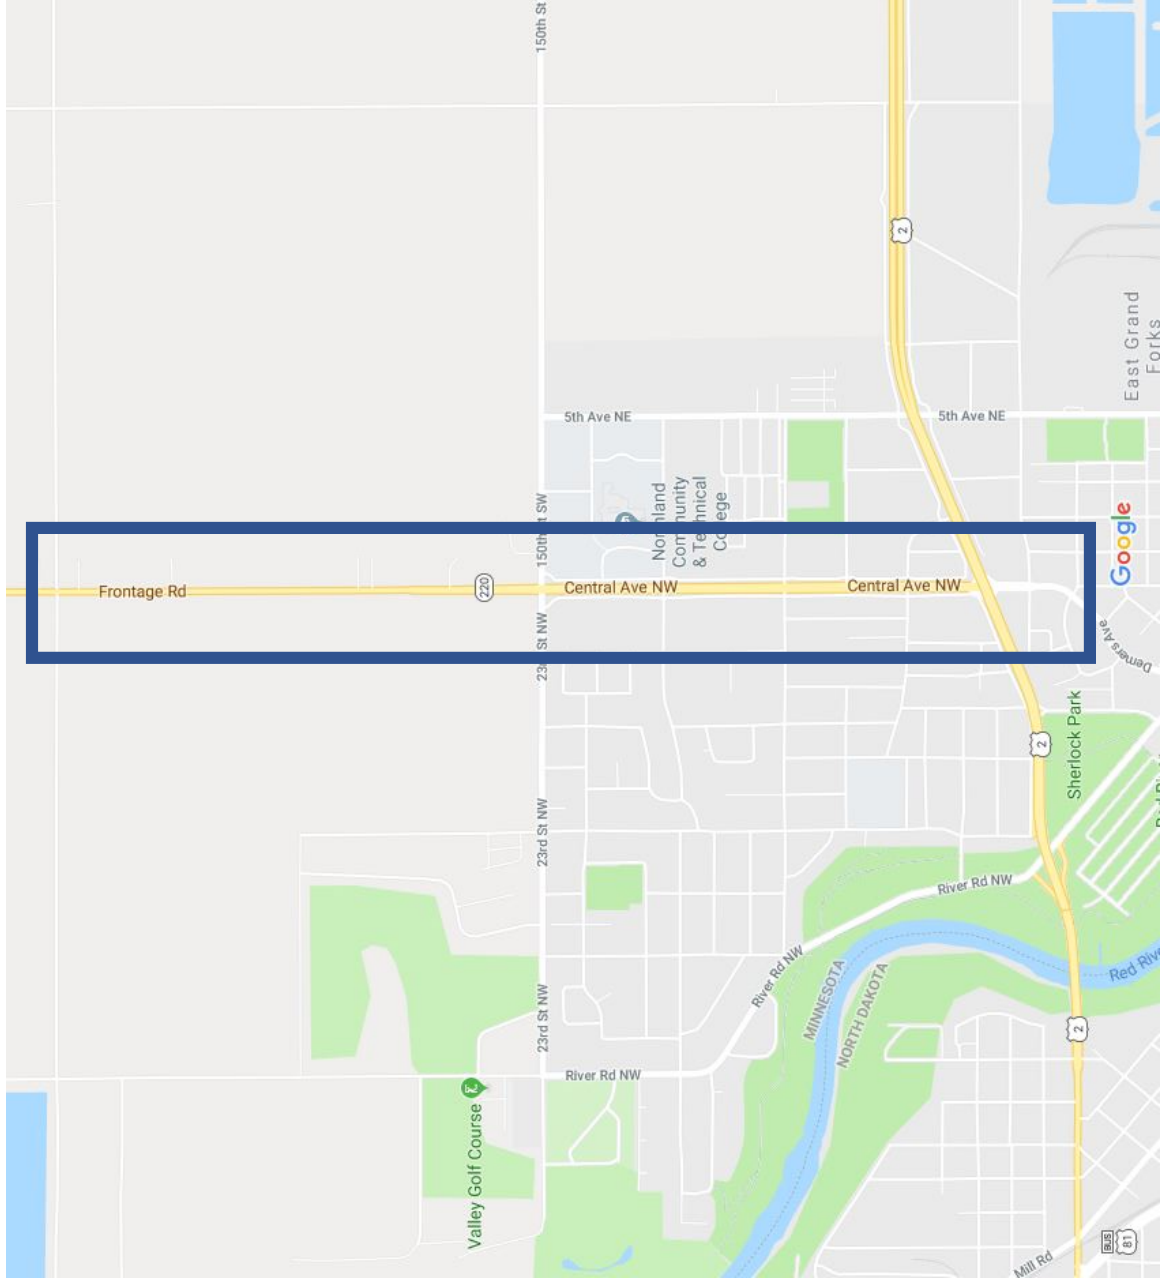 150th St
2
East Grand
Forks
5th Ave NE
5th Ave NE
150th St SW
Northland
Community
& Technical
College
Google
Frontage Rd
220
Central Ave NW
Central Ave NW
23rd St NW
Demers Ave
Sherlock Park
2
23rd St NW
River Rd NW
River Rd NW
MINNESOTA
NORTH DAKOTA
Red Rive
23rd St NW
2
River Rd NW
Valley Golf Course
Mill Rd
BUS
81